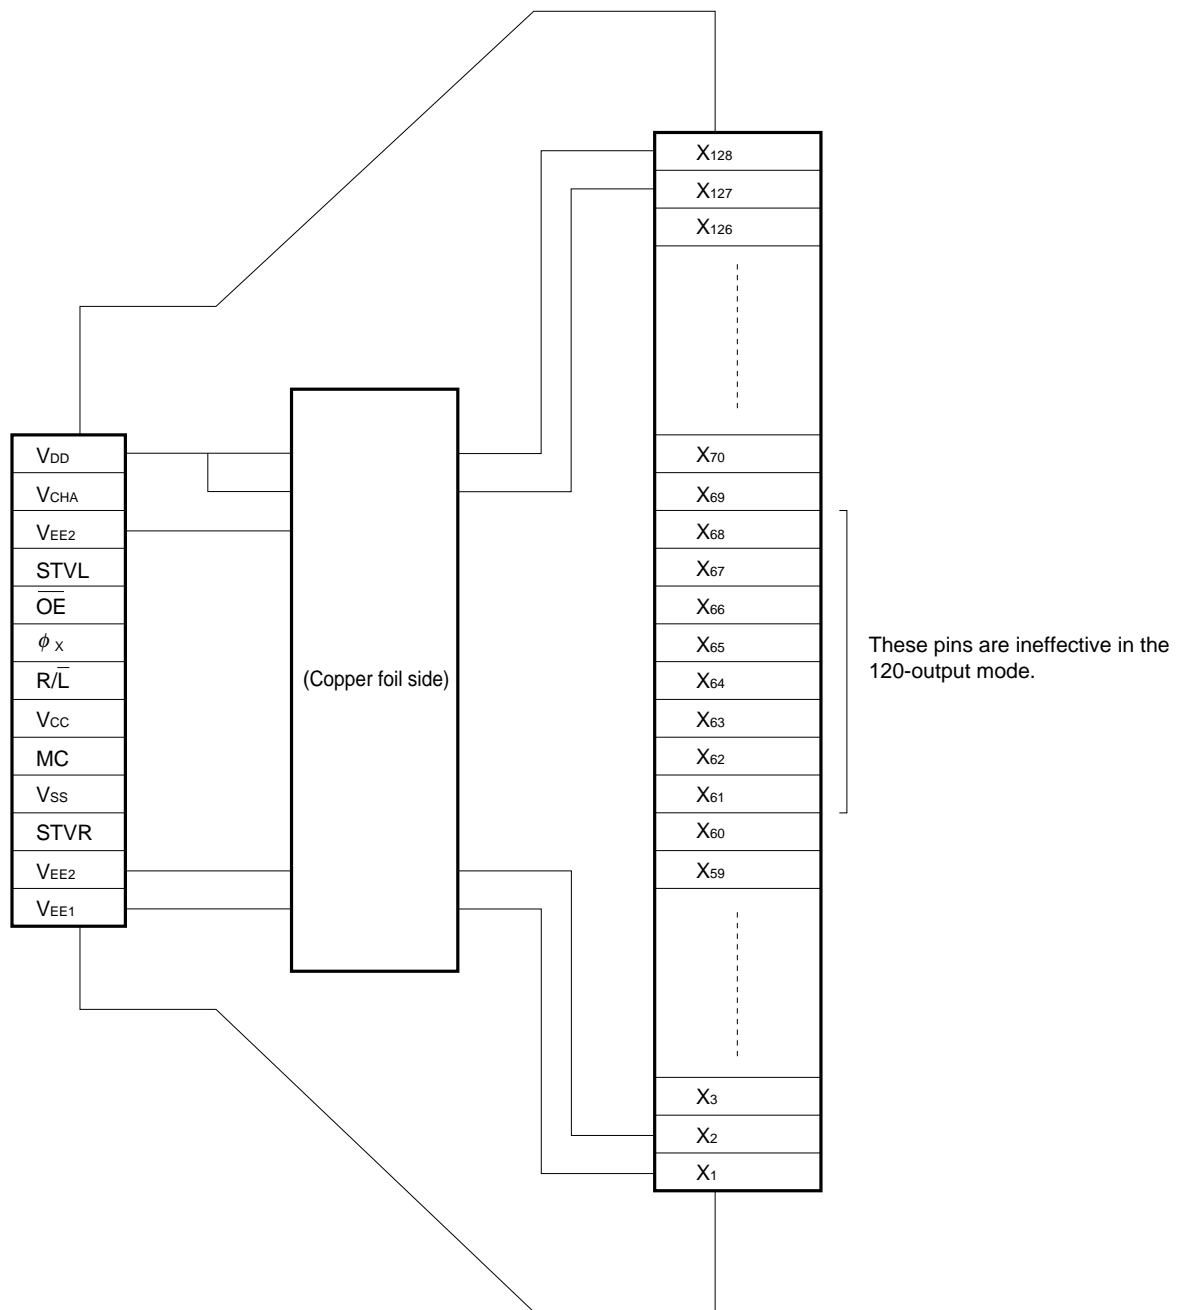 VDD
VCHA
VEE2
STVL
O̅E̅
ϕX
R/L̅
VCC
MC
VSS
STVR
VEE2
VEE1
(Copper foil side)
X128
X127
X126
X70
X69
X68
X67
X66
X65
X64
X63
X62
X61
X60
X59
X3
X2
X1
These pins are ineffective in the
120-output mode.